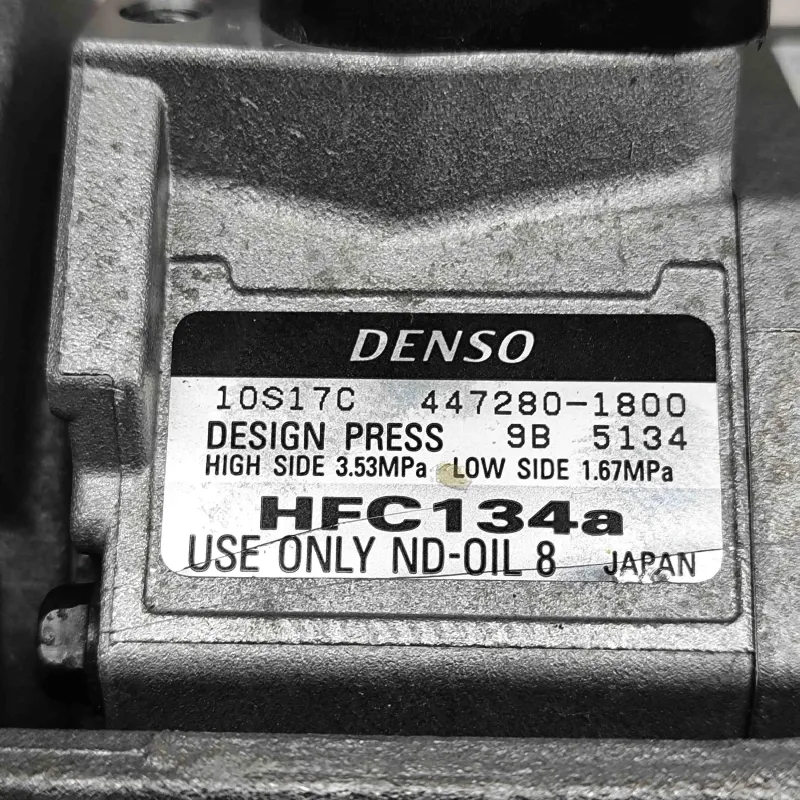 DENSO
10S17C 447280-1800
DESIGN PRESS 9B 5134
HIGH SIDE 3.53MPa LOW SIDE 1.67MPa
HFC134a
USE ONLY ND-OIL 8 JAPAN